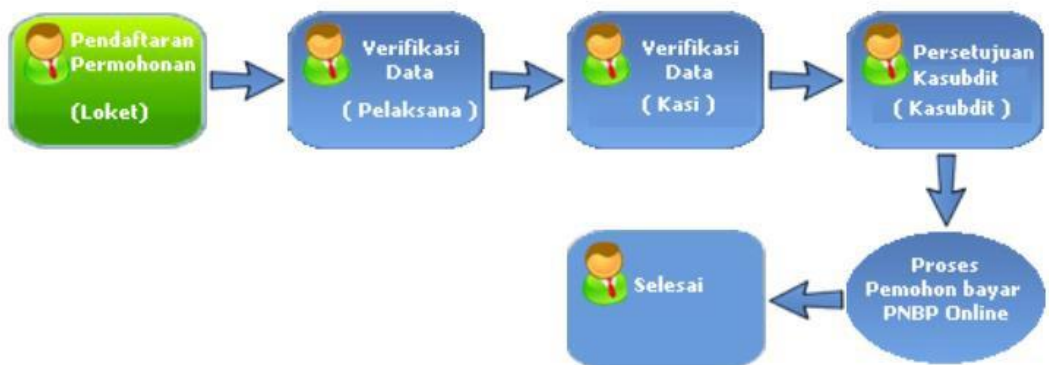 Pendaftaran
Permohonan
(Loket)
Verifikasi
Data
( Pelaksana )
Verifikasi
Data
( Kasi )
Persetujuan
Kasubdit
( Kasubdit )
Proses
Pemohon bayar
PNBP Online
Selesai